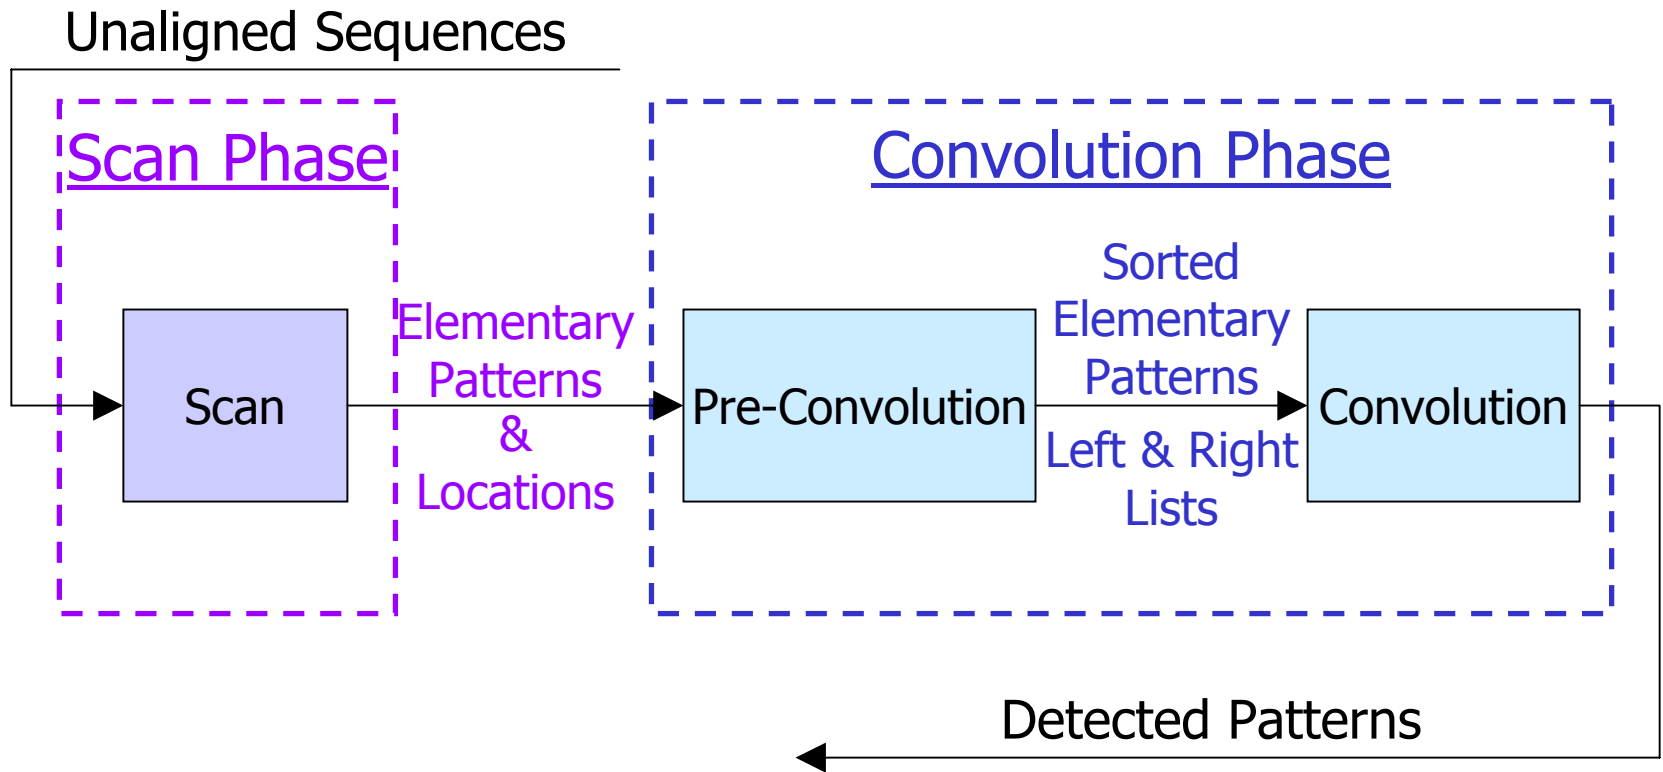 Unaligned Sequences
Scan Phase
Convolution Phase
Scan
Elementary
Patterns
&
Locations
Pre-Convolution
Sorted
Elementary
Patterns
Left & Right
Lists
Convolution
Detected Patterns